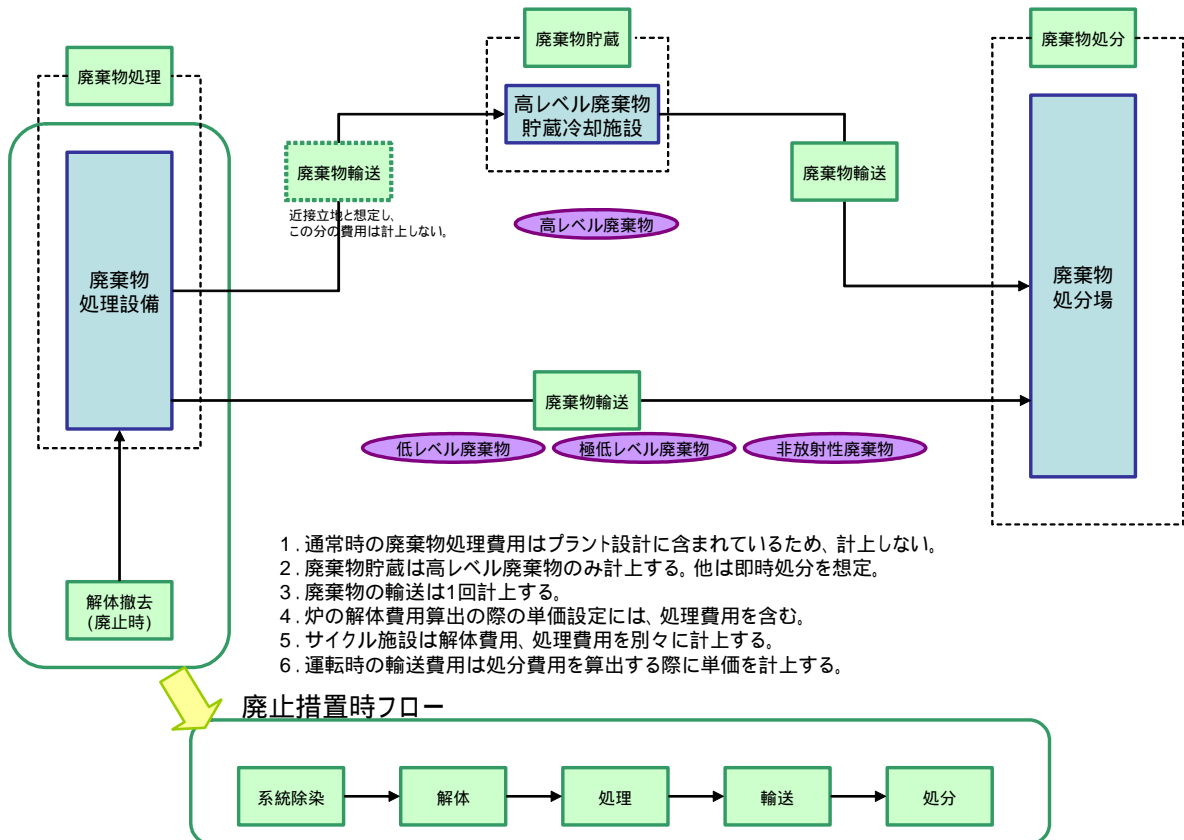 廃棄物処理
廃棄物貯蔵
廃棄物処分
高レベル廃棄物
貯蔵冷却施設
廃棄物輸送
近接立地と想定し、
この分の費用は計上しない。
廃棄物輸送
高レベル廃棄物
廃棄物
処理設備
廃棄物
処分場
廃棄物輸送
低レベル廃棄物
極低レベル廃棄物
非放射性廃棄物
解体撤去
(廃止時)
1．通常時の廃棄物処理費用はプラント設計に含まれているため、計上しない。
2．廃棄物貯蔵は高レベル廃棄物のみ計上する。他は即時処分を想定。
3．廃棄物の輸送は1回計上する。
4．炉の解体費用算出の際の単価設定には、処理費用を含む。
5．サイクル施設は解体費用、処理費用を別々に計上する。
6．運転時の輸送費用は処分費用を算出する際に単価を計上する。
廃止措置時フロー
系統除染
解体
処理
輸送
処分